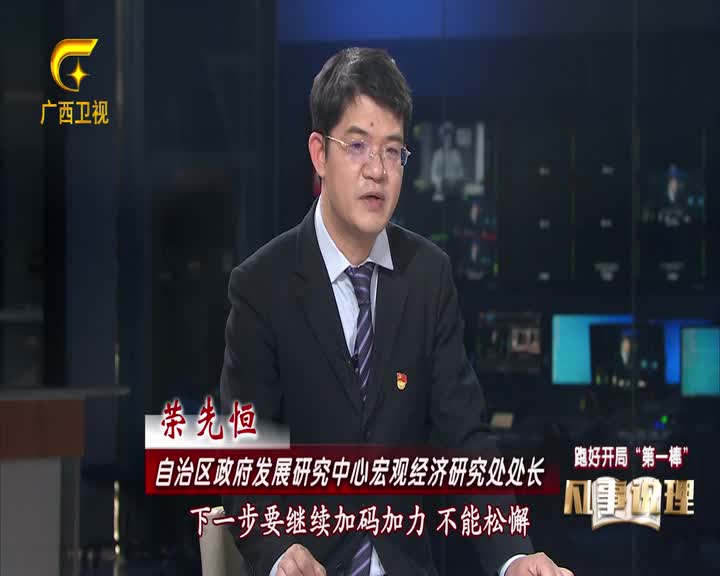 广西卫视
荣先恒
自治区政府发展研究中心宏观经济研究处处长
跑好开局“第一棒”
凡事说理
下一步要继续加码加力 不能松懈